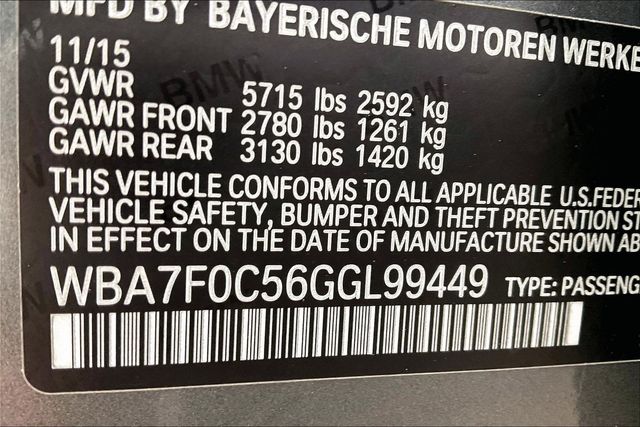 MFD BY BAYERISCHE MOTOREN WERKE
11/15
GVWR 5715 lbs 2592 kg
GAWR FRONT 2780 lbs 1261 kg
GAWR REAR 3130 lbs 1420 kg
THIS VEHICLE CONFORMS TO ALL APPLICABLE U.S.FEDER
VEHICLE SAFETY, BUMPER AND THEFT PREVENTION ST
IN EFFECT ON THE DATE OF MANUFACTURE SHOWN AB
WBA7F0C56GGL99449 TYPE: PASSENG